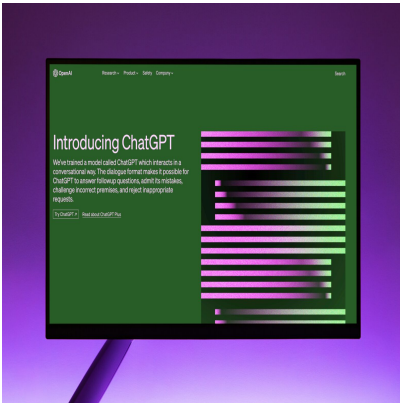 OpenAI
Research Product Safety Company
Search
Introducing ChatGPT
We've trained a model called ChatGPT which interacts in a
conversational way. The dialogue format makes it possible for
ChatGPT to answer followup questions, admit its mistakes,
challenge incorrect premises, and reject inappropriate
requests.
Try ChatGPT ↗ Read about ChatGPT Plus